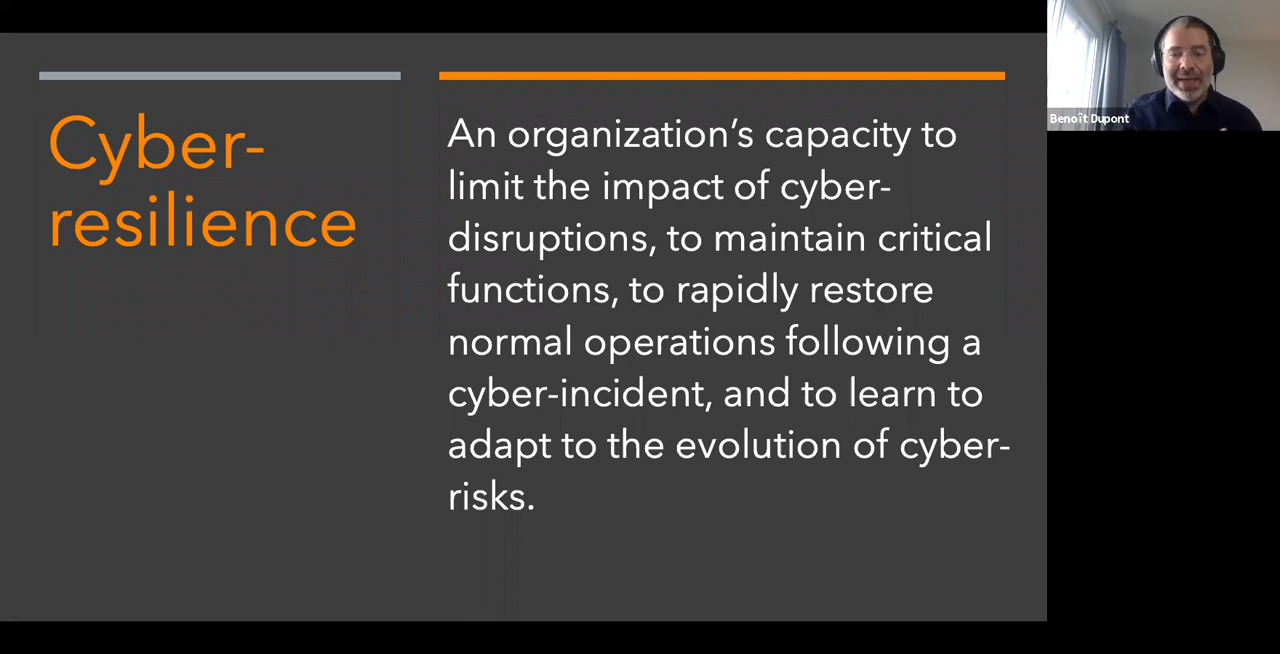 Cyber-
resilience
An organization’s capacity to
limit the impact of cyber-
disruptions, to maintain critical
functions, to rapidly restore
normal operations following a
cyber-incident, and to learn to
adapt to the evolution of cyber-
risks.
Benoît Dupont